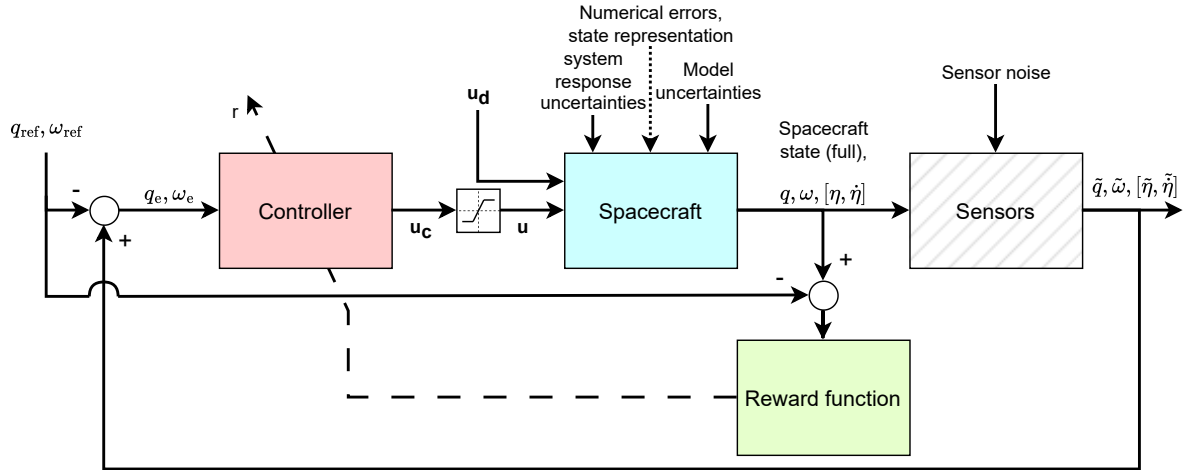 Numerical errors,
state representation
system
response
uncertainties
Model
uncertainties
Sensor noise
u_d
r
q_ref, ω_ref
Spacecraft
state (full),
-
q_e, ω_e
+
Controller
u_c
u
Spacecraft
q, ω, [η, η̇]
Sensors
q̃, ω̃, [η̃, η̇̃]
+
-
Reward function